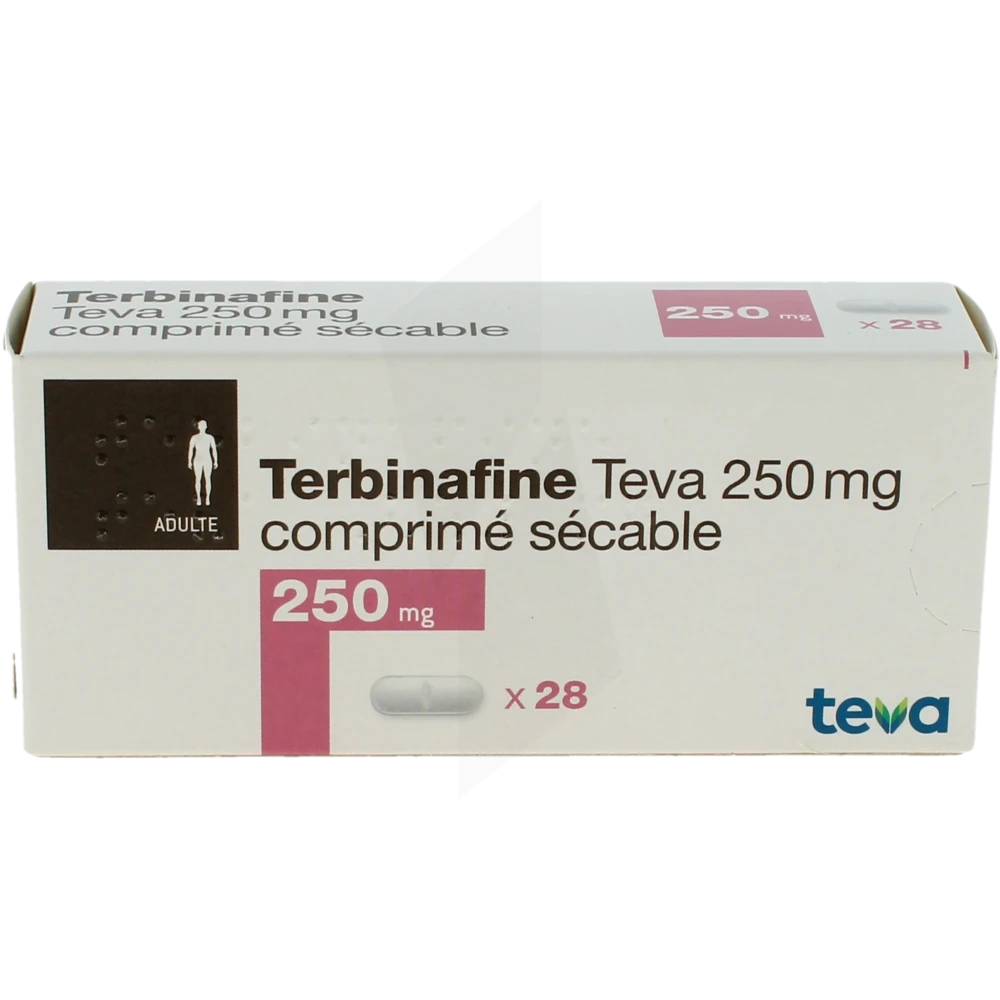 Terbinafine
Teva 250 mg
comprimé sécable
250 mg
x 28
ADULTE
Terbinafine Teva 250 mg
comprimé sécable
250 mg
x 28
teva